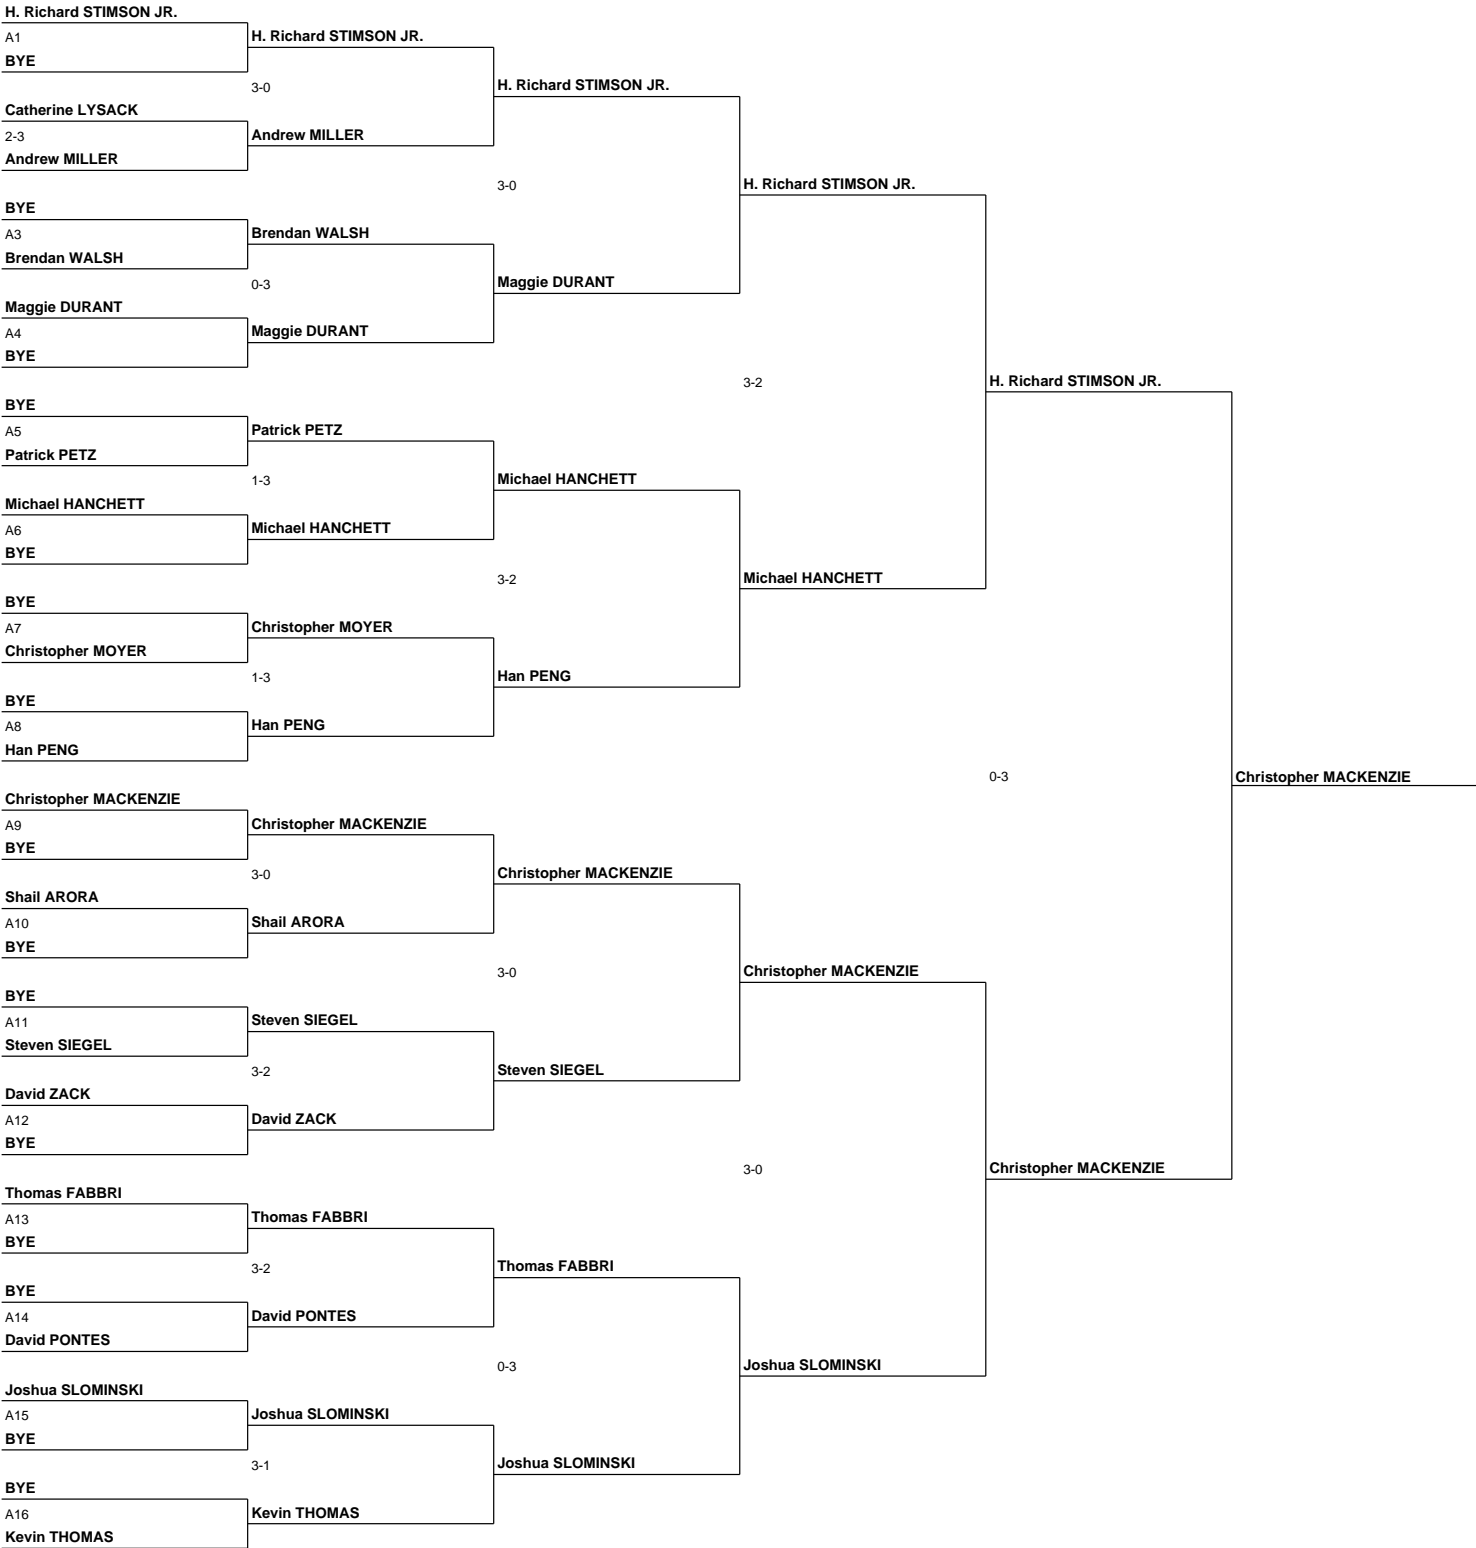 H. Richard STIMSON JR.
A1
BYE
Catherine LYSACK
2-3
Andrew MILLER
BYE
A3
Brendan WALSH
Maggie DURANT
A4
BYE
BYE
A5
Patrick PETZ
Michael HANCHETT
A6
BYE
BYE
A7
Christopher MOYER
BYE
A8
Han PENG
Christopher MACKENZIE
A9
BYE
Shail ARORA
A10
BYE
BYE
A11
Steven SIEGEL
David ZACK
A12
BYE
Thomas FABBRI
A13
BYE
BYE
A14
David PONTES
Joshua SLOMINSKI
A15
BYE
BYE
A16
Kevin THOMAS
H. Richard STIMSON JR.
3-0
Andrew MILLER
Brendan WALSH
0-3
Maggie DURANT
Patrick PETZ
1-3
Michael HANCHETT
Christopher MOYER
1-3
Han PENG
Christopher MACKENZIE
3-0
Shail ARORA
Steven SIEGEL
3-2
David ZACK
Thomas FABBRI
3-2
David PONTES
Joshua SLOMINSKI
3-1
Kevin THOMAS
H. Richard STIMSON JR.
3-0
Maggie DURANT
Michael HANCHETT
3-2
Han PENG
Christopher MACKENZIE
3-0
Steven SIEGEL
Thomas FABBRI
0-3
Joshua SLOMINSKI
H. Richard STIMSON JR.
3-2
Michael HANCHETT
Christopher MACKENZIE
3-0
Joshua SLOMINSKI
H. Richard STIMSON JR.
0-3
Christopher MACKENZIE
Christopher MACKENZIE